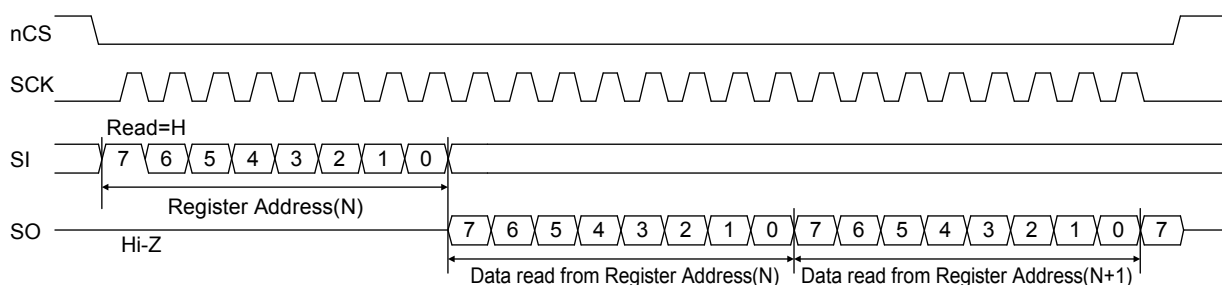 nCS
SCK
Read=H
SI 7 6 5 4 3 2 1 0
Register Address(N)
SO Hi-Z 7 6 5 4 3 2 1 0 7 6 5 4 3 2 1 0 7
Data read from Register Address(N) Data read from Register Address(N+1)